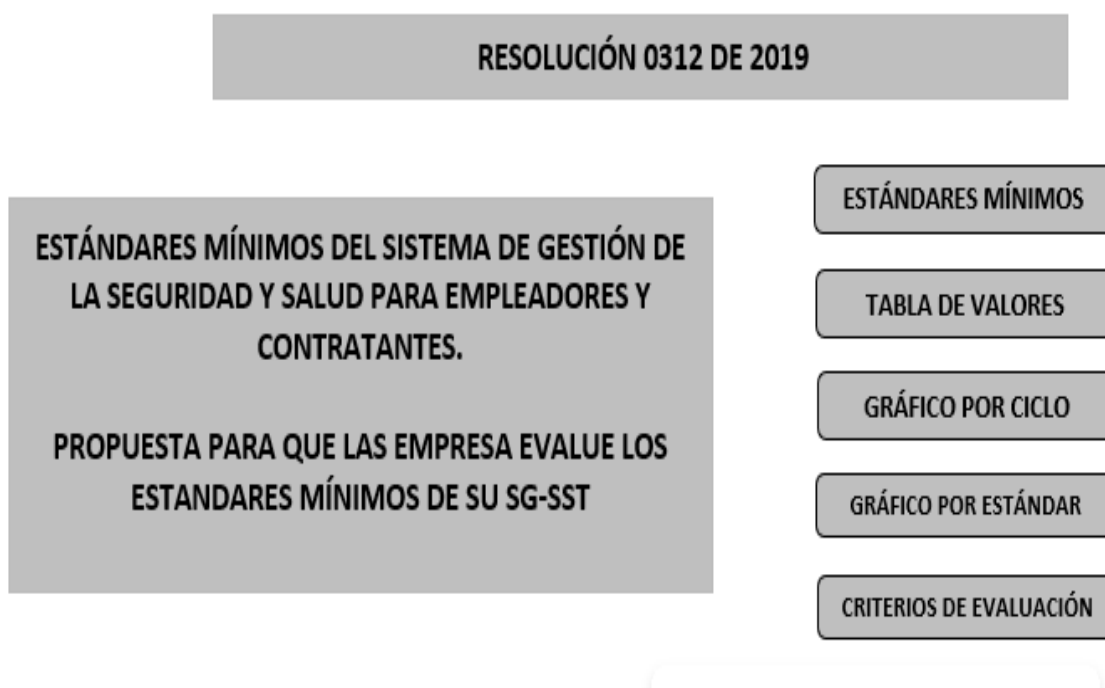 RESOLUCIÓN 0312 DE 2019
ESTÁNDARES MÍNIMOS DEL SISTEMA DE GESTIÓN DE
LA SEGURIDAD Y SALUD PARA EMPLEADORES Y
CONTRATANTES.
PROPUESTA PARA QUE LAS EMPRESA EVALUE LOS
ESTANDARES MÍNIMOS DE SU SG-SST
ESTÁNDARES MÍNIMOS
TABLA DE VALORES
GRÁFICO POR CICLO
GRÁFICO POR ESTÁNDAR
CRITERIOS DE EVALUACIÓN